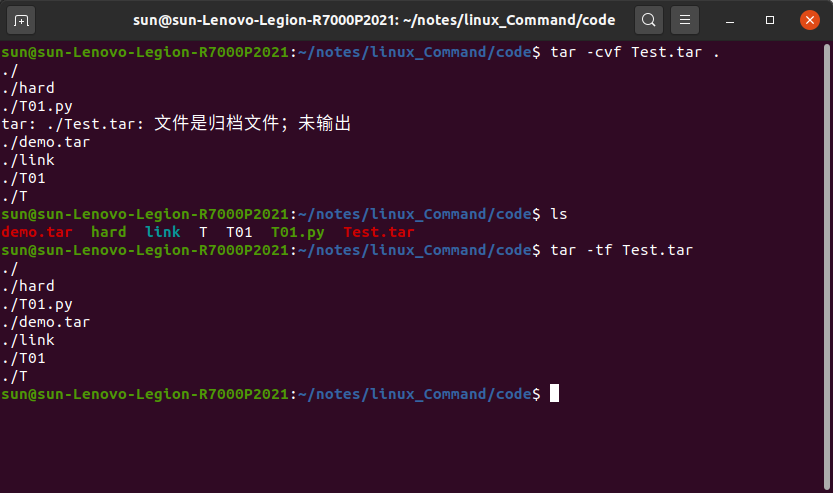 sun@sun-Lenovo-Legion-R7000P2021: ~/notes/linux_Command/code
sun@sun-Lenovo-Legion-R7000P2021:~/notes/linux_Command/code$ tar -cvf Test.tar .
./
./hard
./T01.py
tar: ./Test.tar: 文件是归档文件；未输出
./demo.tar
./link
./T01
./T
sun@sun-Lenovo-Legion-R7000P2021:~/notes/linux_Command/code$ ls
demo.tar  hard  link  T  T01  T01.py  Test.tar
sun@sun-Lenovo-Legion-R7000P2021:~/notes/linux_Command/code$ tar -tf Test.tar
./
./hard
./T01.py
./demo.tar
./link
./T01
./T
sun@sun-Lenovo-Legion-R7000P2021:~/notes/linux_Command/code$